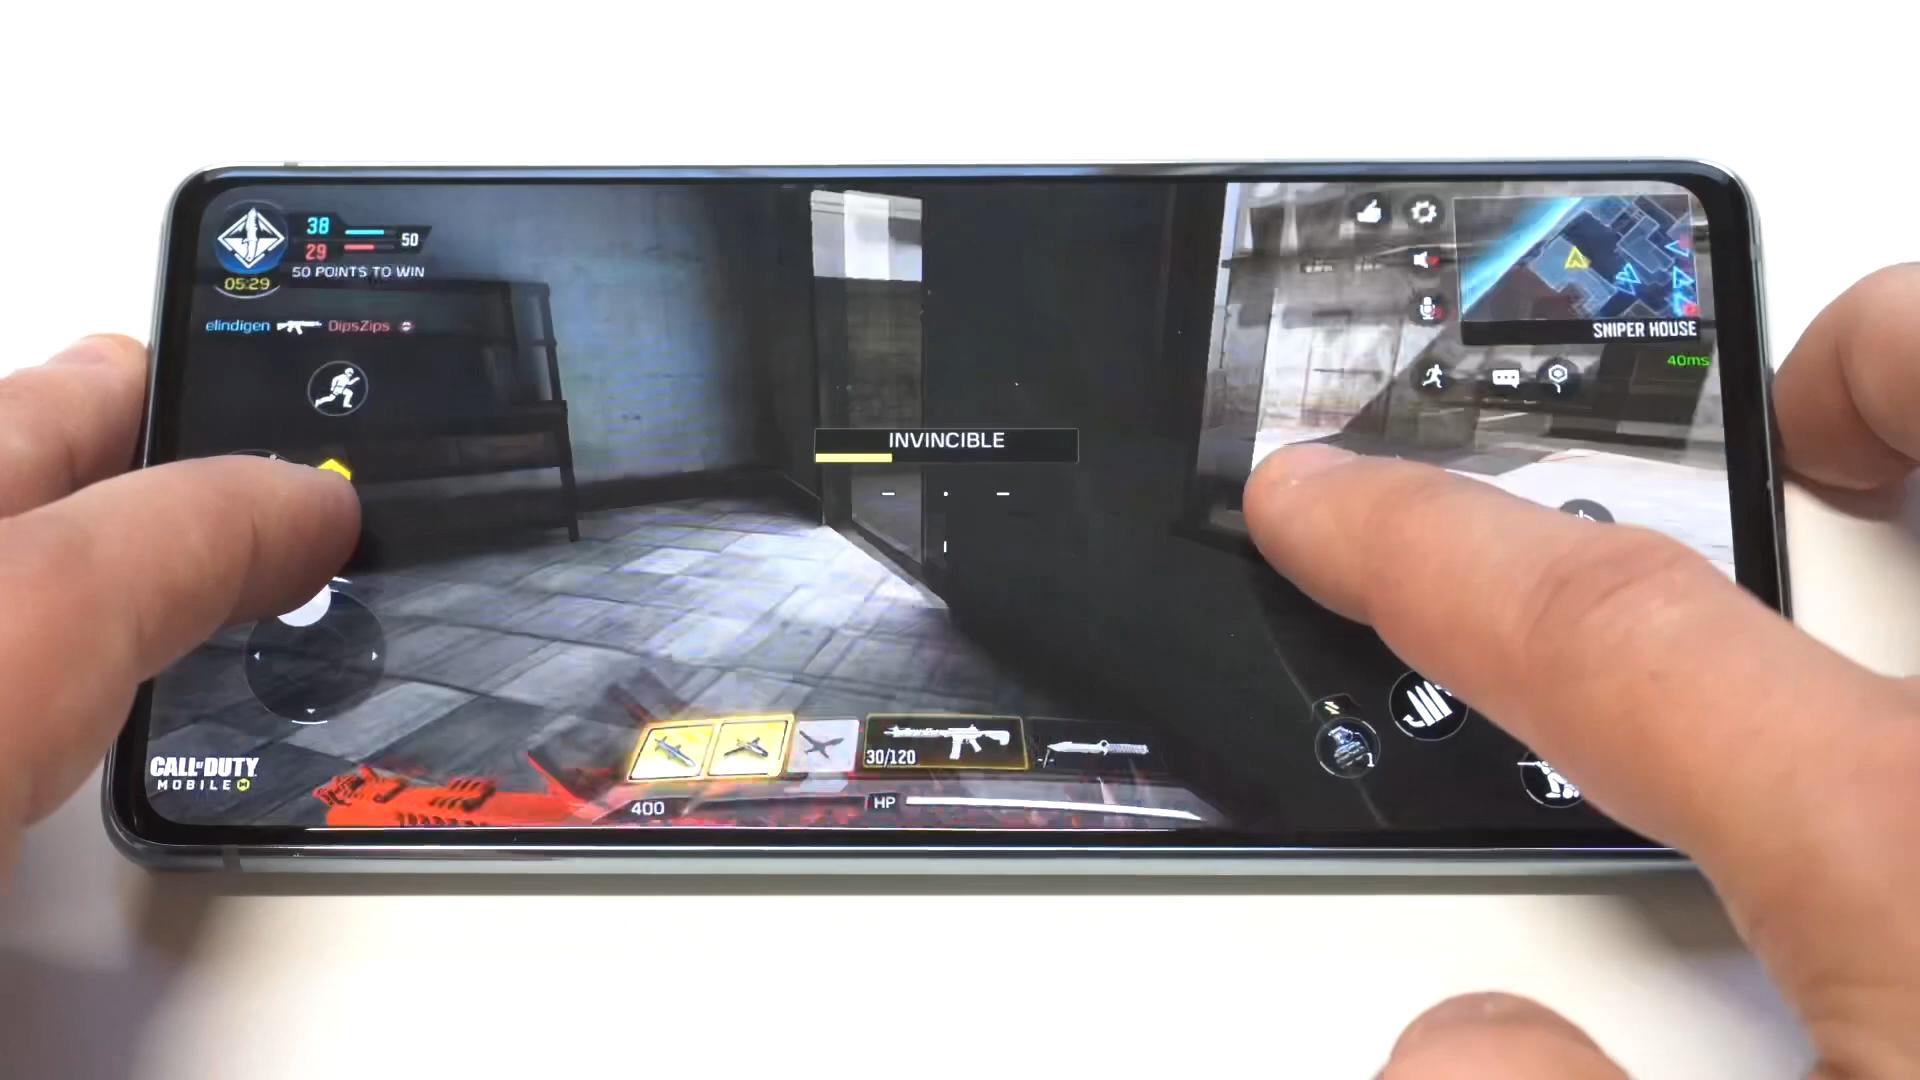 38
29
50
50 POINTS TO WIN
05:29
elindigen DipsZips
SNIPER HOUSE
40ms
INVINCIBLE
30/120
1
CALL OF DUTY
MOBILE
400
HP